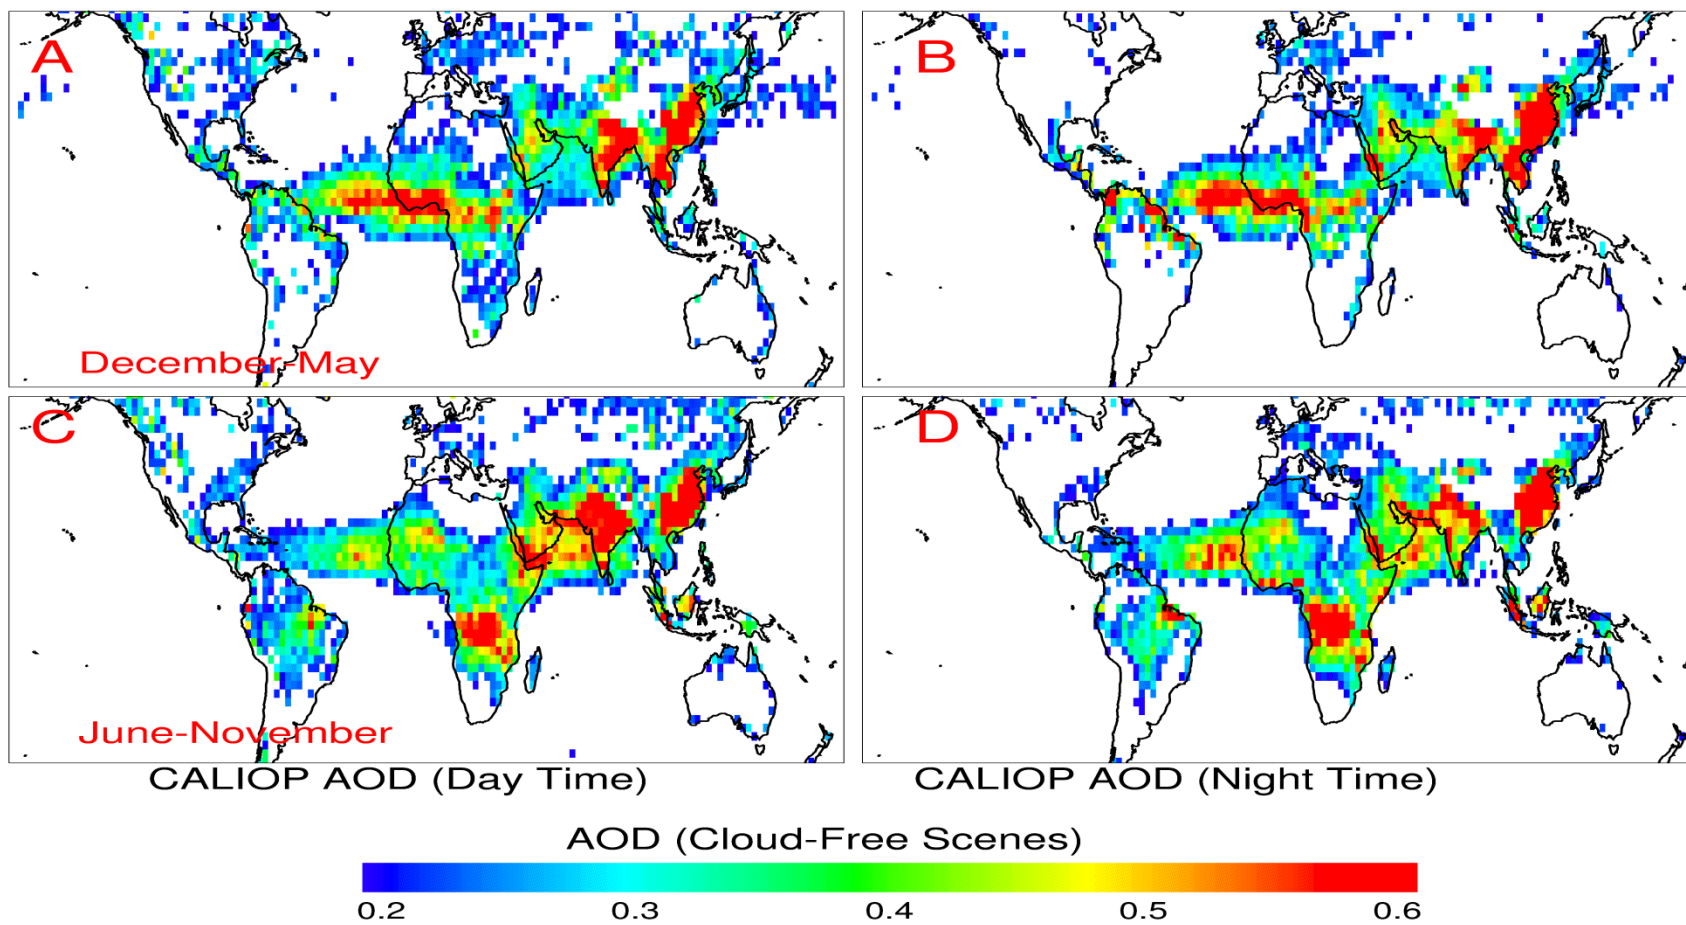 A
B
December-May
C
D
June-November
CALIOP AOD (Day Time)
CALIOP AOD (Night Time)
AOD (Cloud-Free Scenes)
0.2 0.3 0.4 0.5 0.6